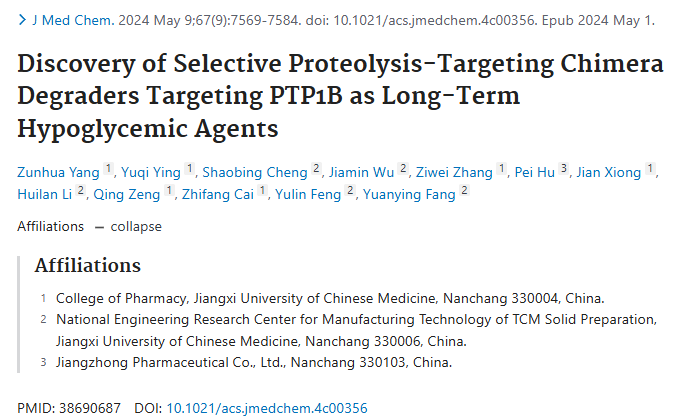 > J Med Chem. 2024 May 9;67(9):7569-7584. doi: 10.1021/acs.jmedchem.4c00356. Epub 2024 May 1.
Discovery of Selective Proteolysis-Targeting Chimera
Degraders Targeting PTP1B as Long-Term
Hypoglycemic Agents
Zunhua Yang 1, Yuqi Ying 1, Shaobing Cheng 2, Jiamin Wu 2, Ziwei Zhang 1, Pei Hu 3, Jian Xiong 1,
Huilan Li 2, Qing Zeng 1, Zhifang Cai 1, Yulin Feng 2, Yuanying Fang 2
Affiliations — collapse
Affiliations
1 College of Pharmacy, Jiangxi University of Chinese Medicine, Nanchang 330004, China.
2 National Engineering Research Center for Manufacturing Technology of TCM Solid Preparation,
Jiangxi University of Chinese Medicine, Nanchang 330006, China.
3 Jiangzhong Pharmaceutical Co., Ltd., Nanchang 330103, China.
PMID: 38690687 DOI: 10.1021/acs.jmedchem.4c00356